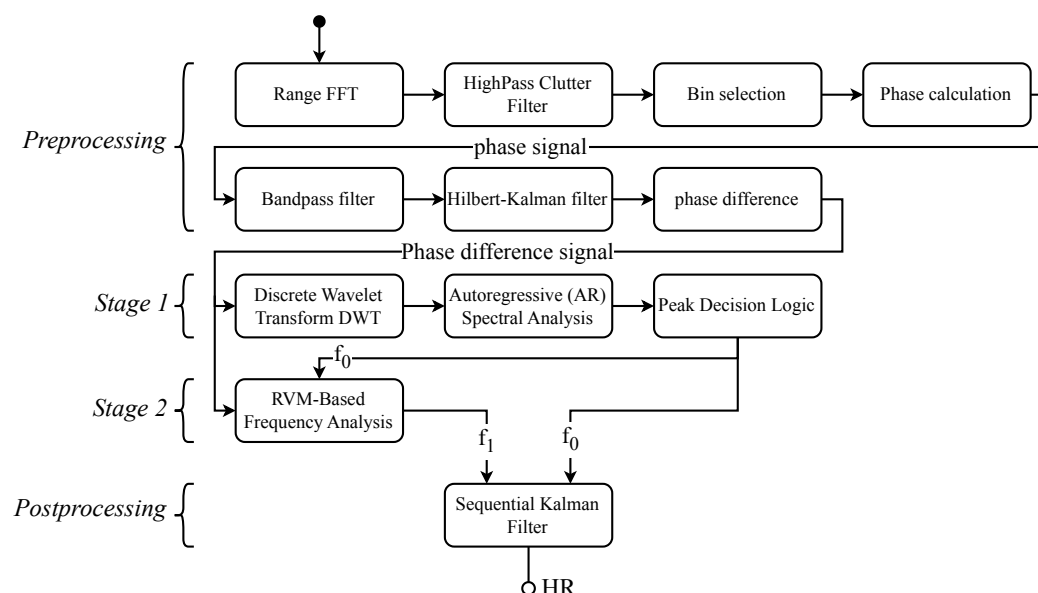 Preprocessing
Range FFT
HighPass Clutter
Filter
Bin selection
Phase calculation
phase signal
Bandpass filter
Hilbert-Kalman filter
phase difference
Phase difference signal
Stage 1
Discrete Wavelet
Transform DWT
Autoregressive (AR)
Spectral Analysis
Peak Decision Logic
f₀
Stage 2
RVM-Based
Frequency Analysis
f₁
f₀
Postprocessing
Sequential Kalman
Filter
HR